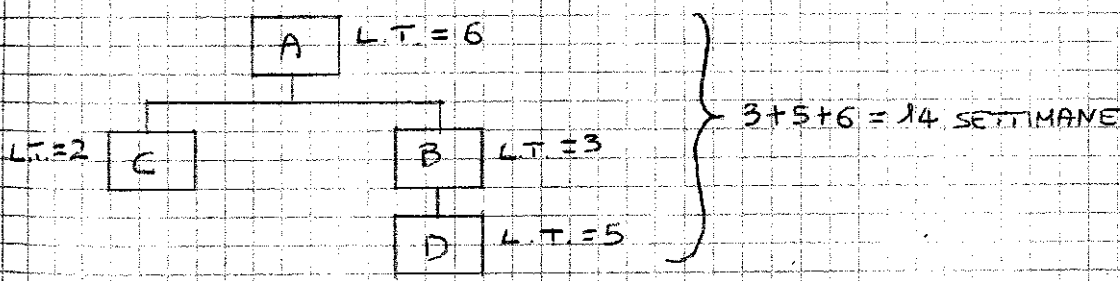 A L.T. = 6
3+5+6 = 14 SETTIMANE
L.T. = 2 C B L.T. = 3
D L.T. = 5